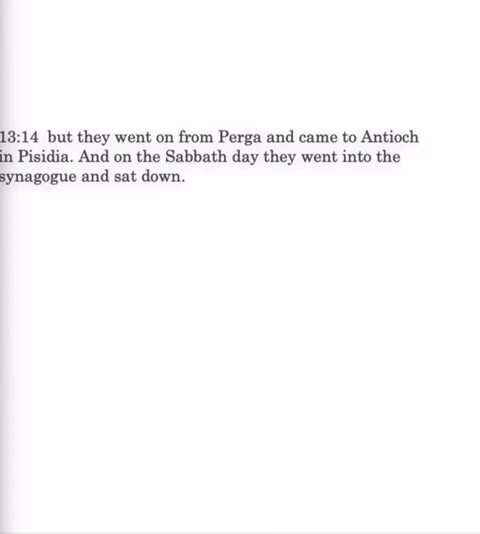 13:14 but they went on from Perga and came to Antioch
in Pisidia. And on the Sabbath day they went into the
synagogue and sat down.